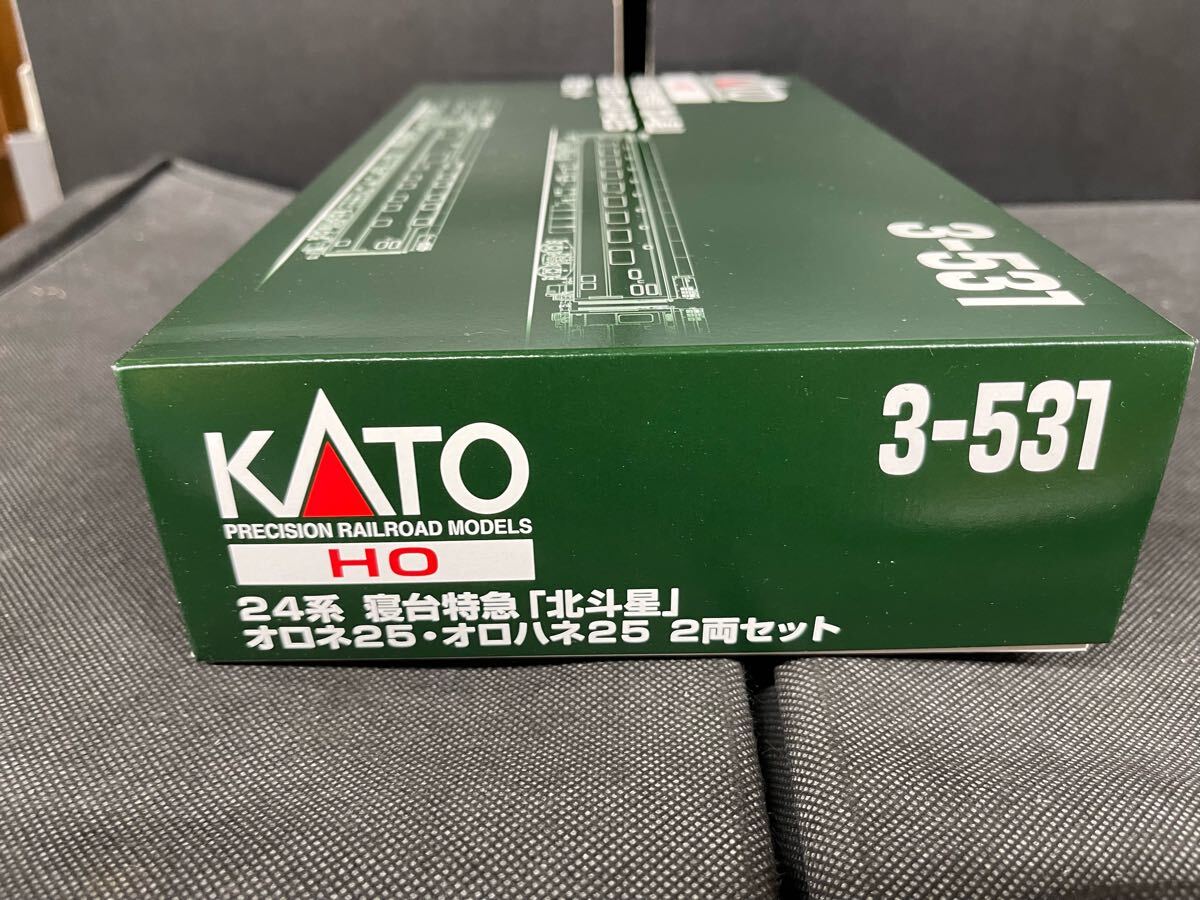 3-531
KATO
PRECISION RAILROAD MODELS
HO
3-531
24系 寝台特急「北斗星」
オロネ25・オロハネ25 2両セット